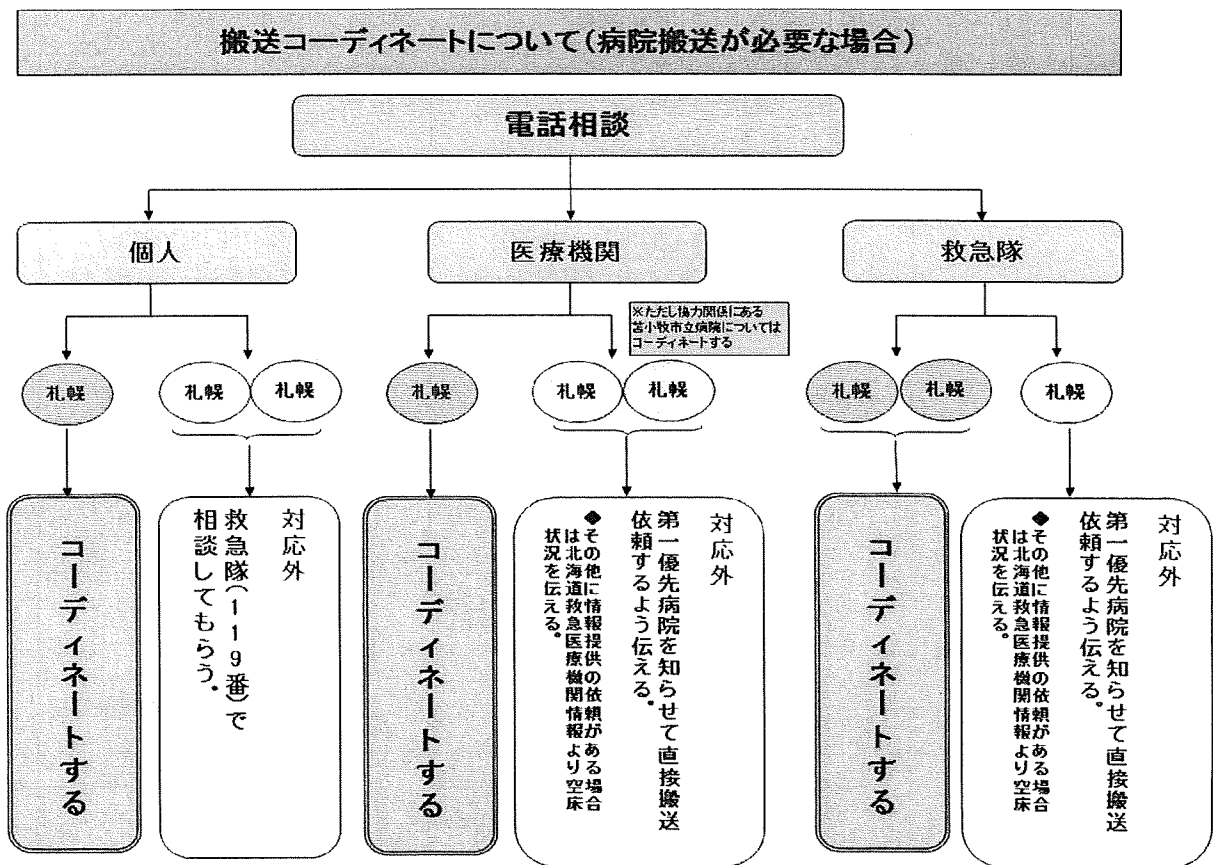 搬送コーディネートについて(病院搬送が必要な場合)
電話相談
個人
医療機関
救急隊
※ただし協力関係にある
苫小牧市立病院については
コーディネートする
札幌
札幌
札幌
札幌
札幌
札幌
札幌
札幌
札幌
コーディネートする
対応外
救急隊(119番)で
相談してもらう.
コーディネートする
対応外
第一優先病院を知らせて直接搬送
依頼するよう伝える.
◆その他に情報提供の依頼がある場合
は北海道救急医療機関情報より空床
状況を伝える.
コーディネートする
対応外
第一優先病院を知らせて直接搬送
依頼するよう伝える.
◆その他に情報提供の依頼がある場合
は北海道救急医療機関情報より空床
状況を伝える.